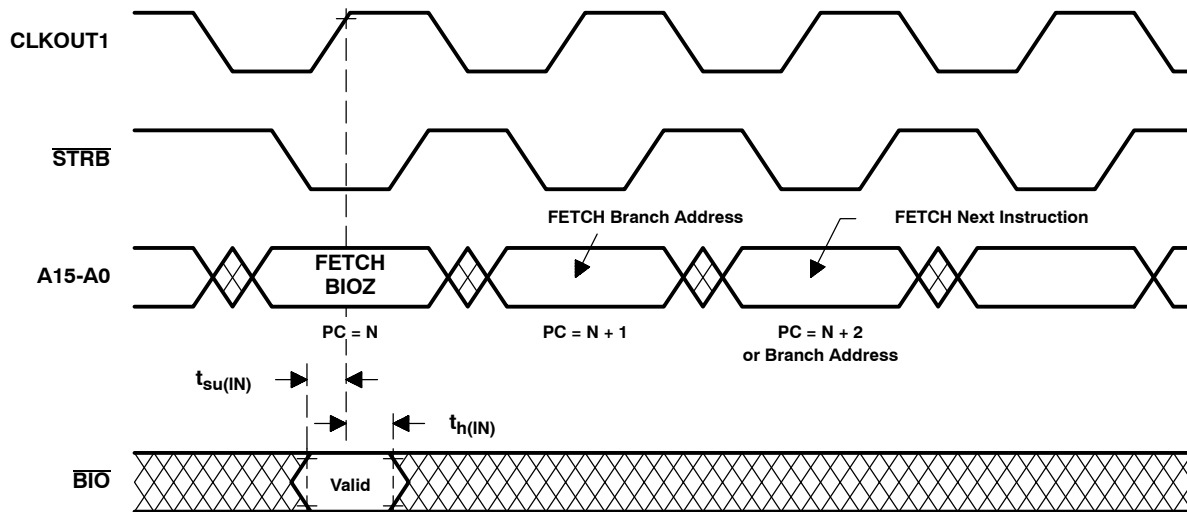 CLKOUT1
STRB
FETCH Branch Address
FETCH Next Instruction
A15-A0
FETCH
BIOZ
PC = N
PC = N + 1
PC = N + 2
or Branch Address
tsu(IN)
th(IN)
BIO
Valid